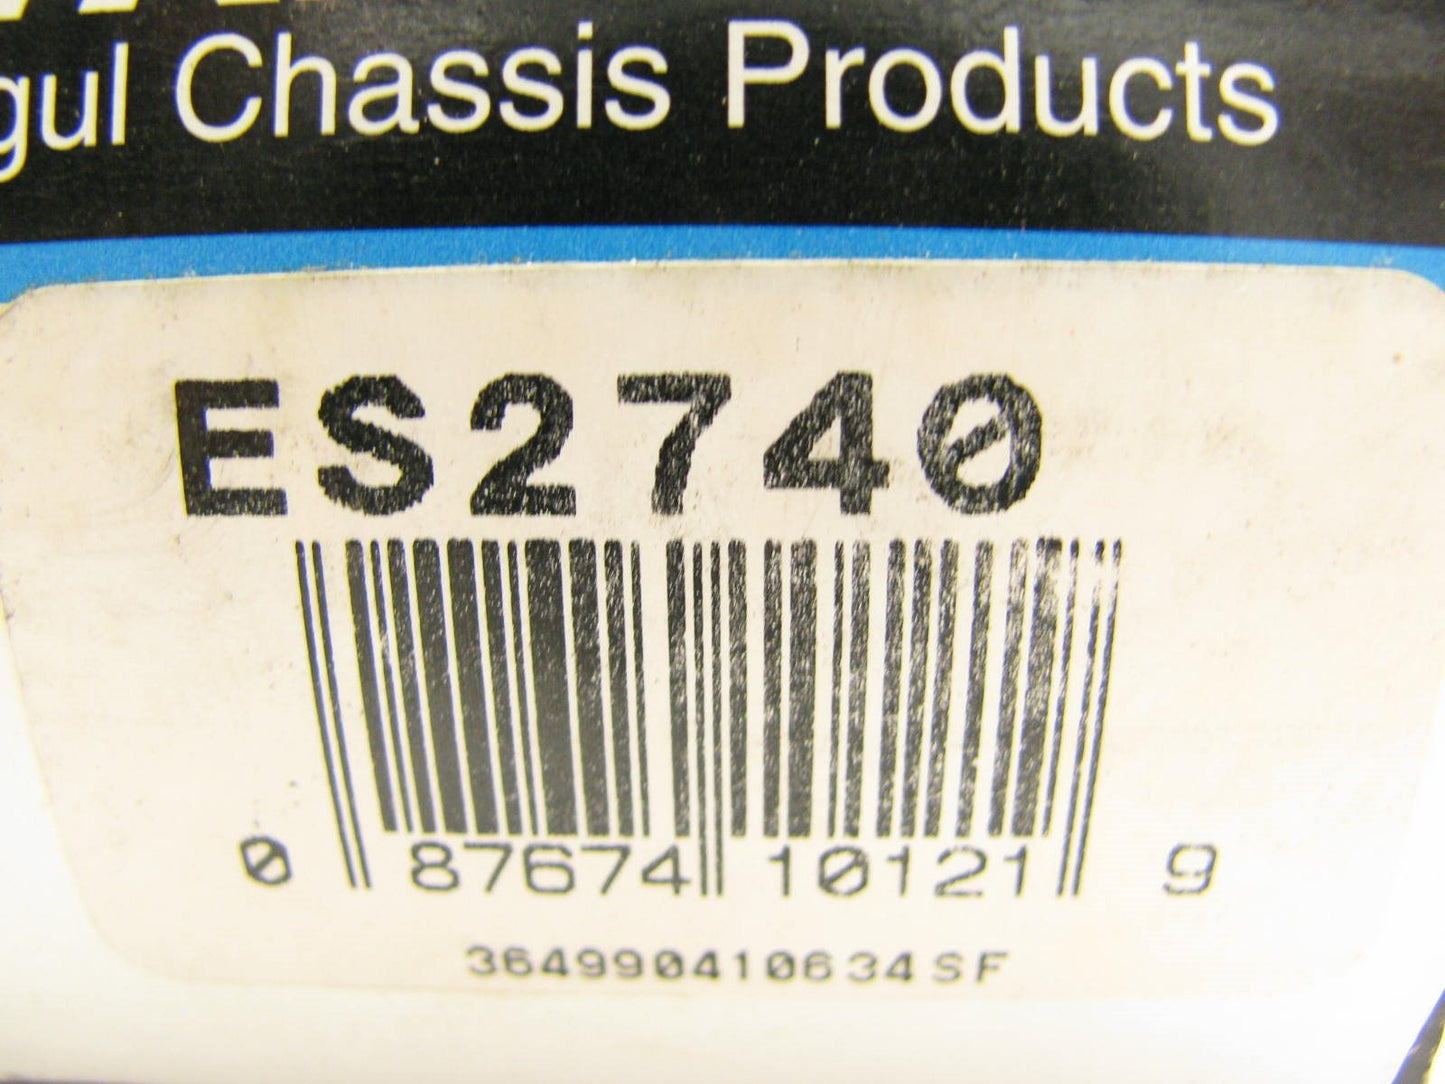 gul Chassis Products
ES2740
0 87674 10121 9
364990410634SF